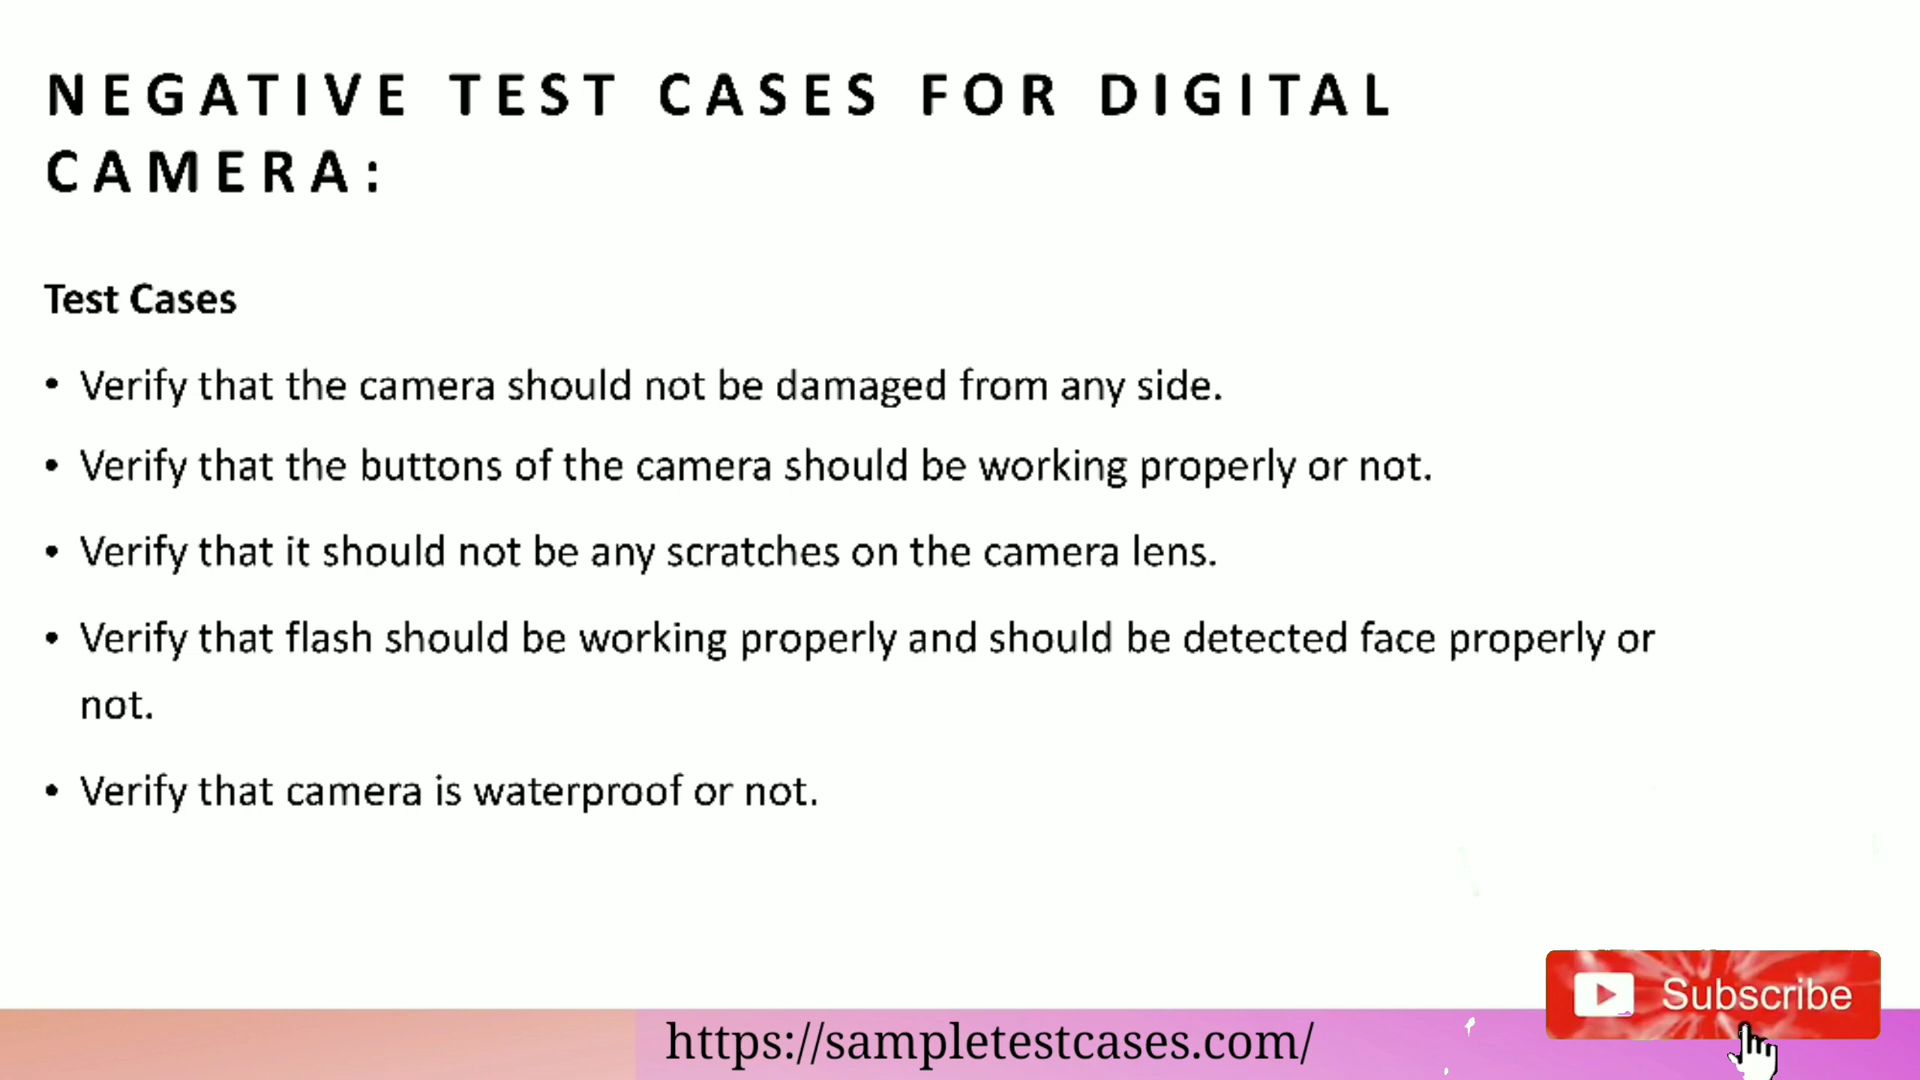 NEGATIVE TEST CASES FOR DIGITAL
CAMERA:
Test Cases
• Verify that the camera should not be damaged from any side.
• Verify that the buttons of the camera should be working properly or not.
• Verify that it should not be any scratches on the camera lens.
• Verify that flash should be working properly and should be detected face properly or
not.
• Verify that camera is waterproof or not.
Subscribe
https://sampletestcases.com/